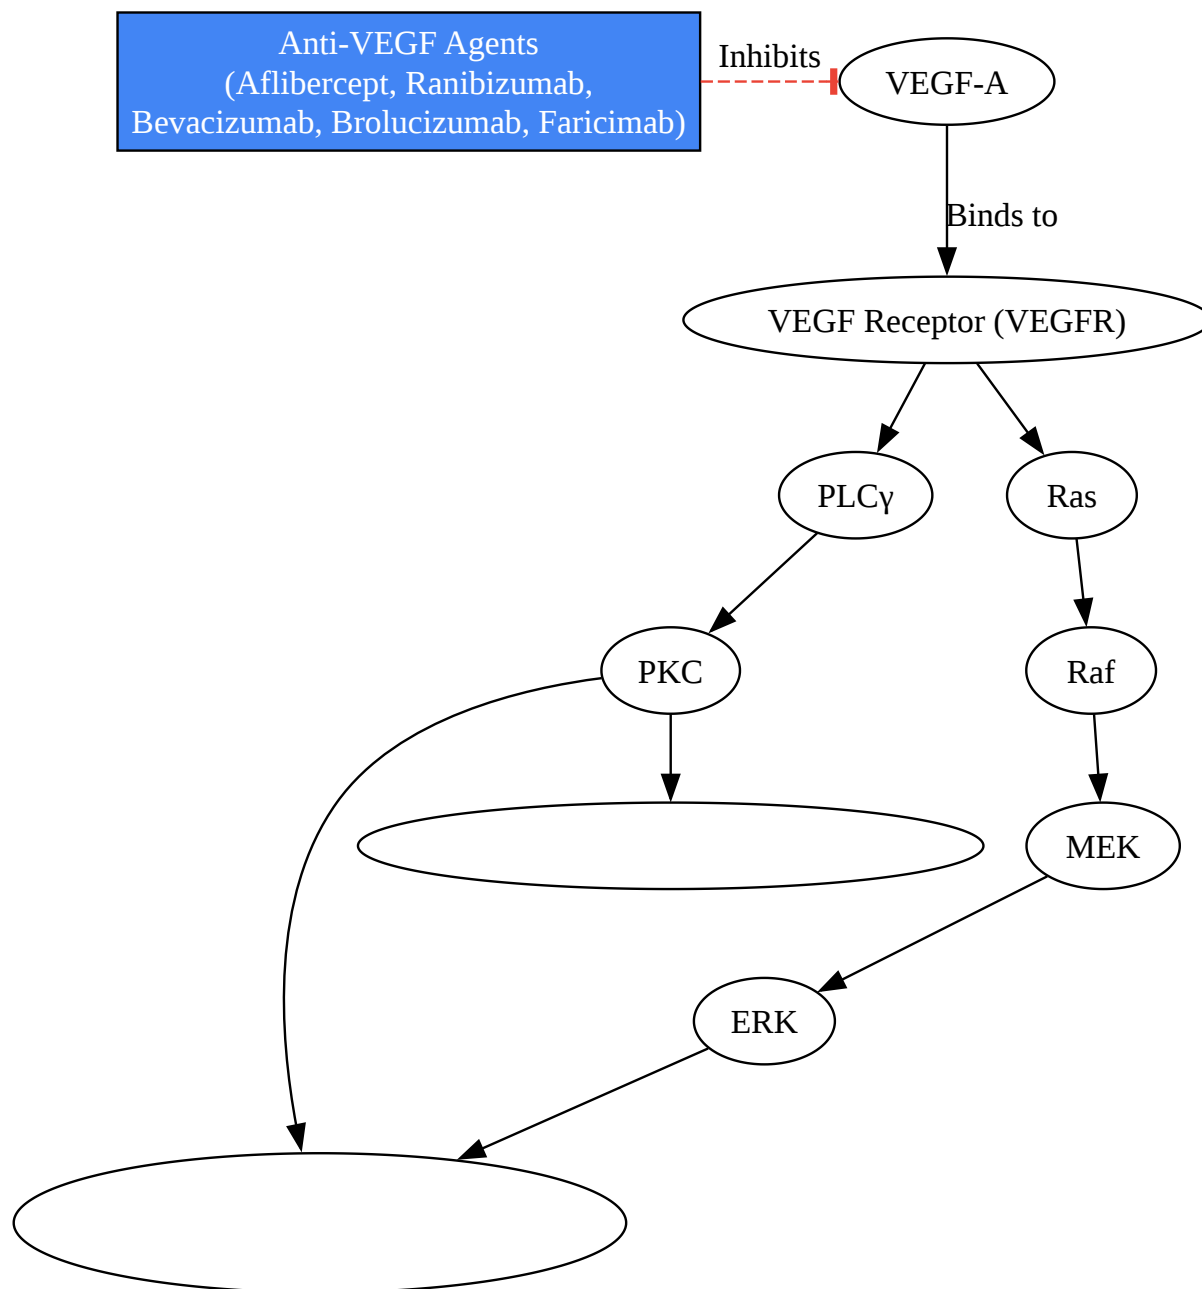 Anti-VEGF Agents
(Aflibercept, Ranibizumab,
Bevacizumab, Brolucizumab, Faricimab)
Inhibits
VEGF-A
Binds to
VEGF Receptor (VEGFR)
PLCγ
Ras
PKC
Raf
MEK
ERK